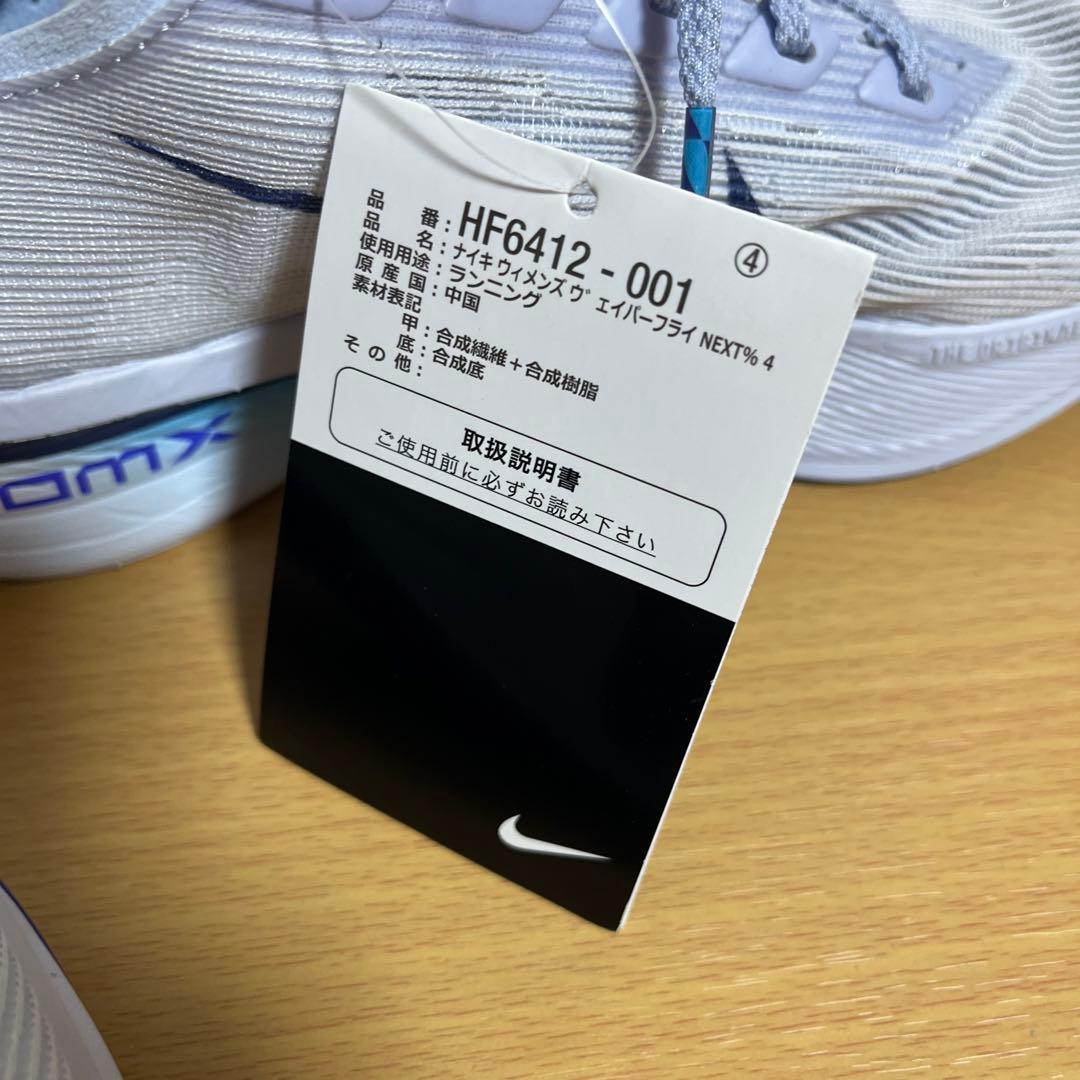 品番：HF6412-001
④
品名：ナイキ ウィメンズ ヴェイパーフライ NEXT% 4
使用用途：ランニング
原産国：中国
素材表記
甲：合成繊維＋合成樹脂
底：合成底
その他：
取扱説明書
ご使用前に必ずお読み下さい
THE ORIGINAL